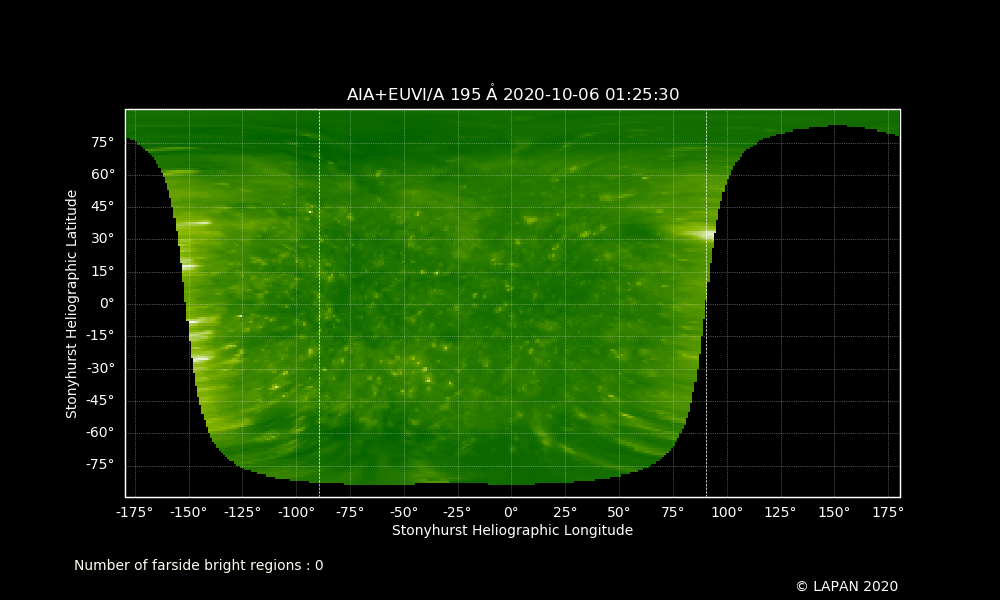 AIA+EUVI/A 195 Å 2020-10-06 01:25:30
75°
60°
45°
30°
15°
0°
-15°
-30°
-45°
-60°
-75°
Stonyhurst Heliographic Latitude
-175° -150° -125° -100° -75° -50° -25° 0° 25° 50° 75° 100° 125° 150° 175°
Stonyhurst Heliographic Longitude
Number of farside bright regions : 0
© LAPAN 2020